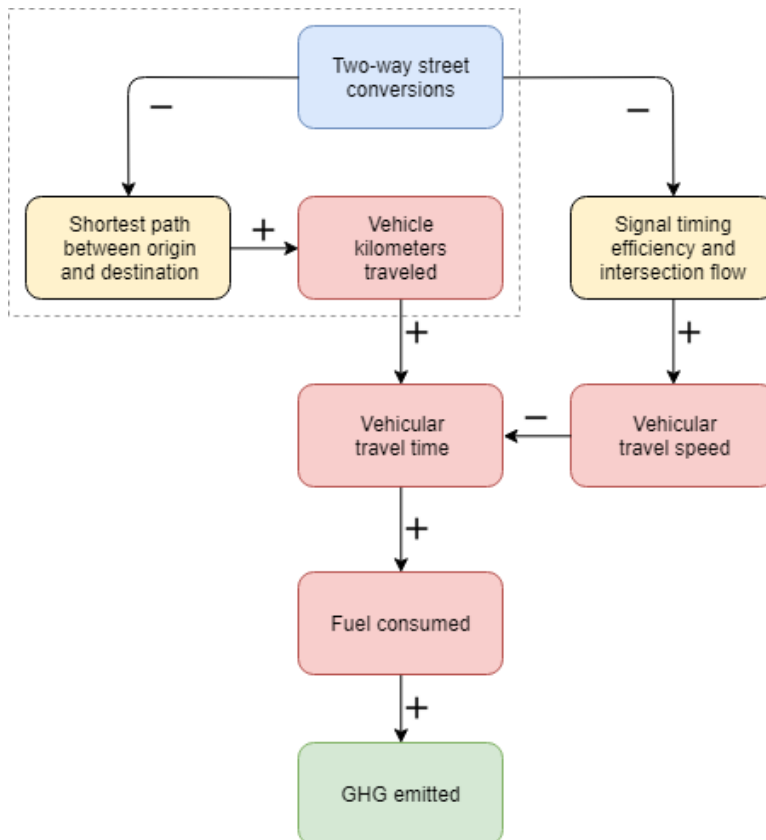 Two-way street
conversions
−
−
Shortest path
between origin
and destination
+
Vehicle
kilometers
traveled
Signal timing
efficiency and
intersection flow
+
+
Vehicular
travel time
−
Vehicular
travel speed
+
Fuel consumed
+
GHG emitted